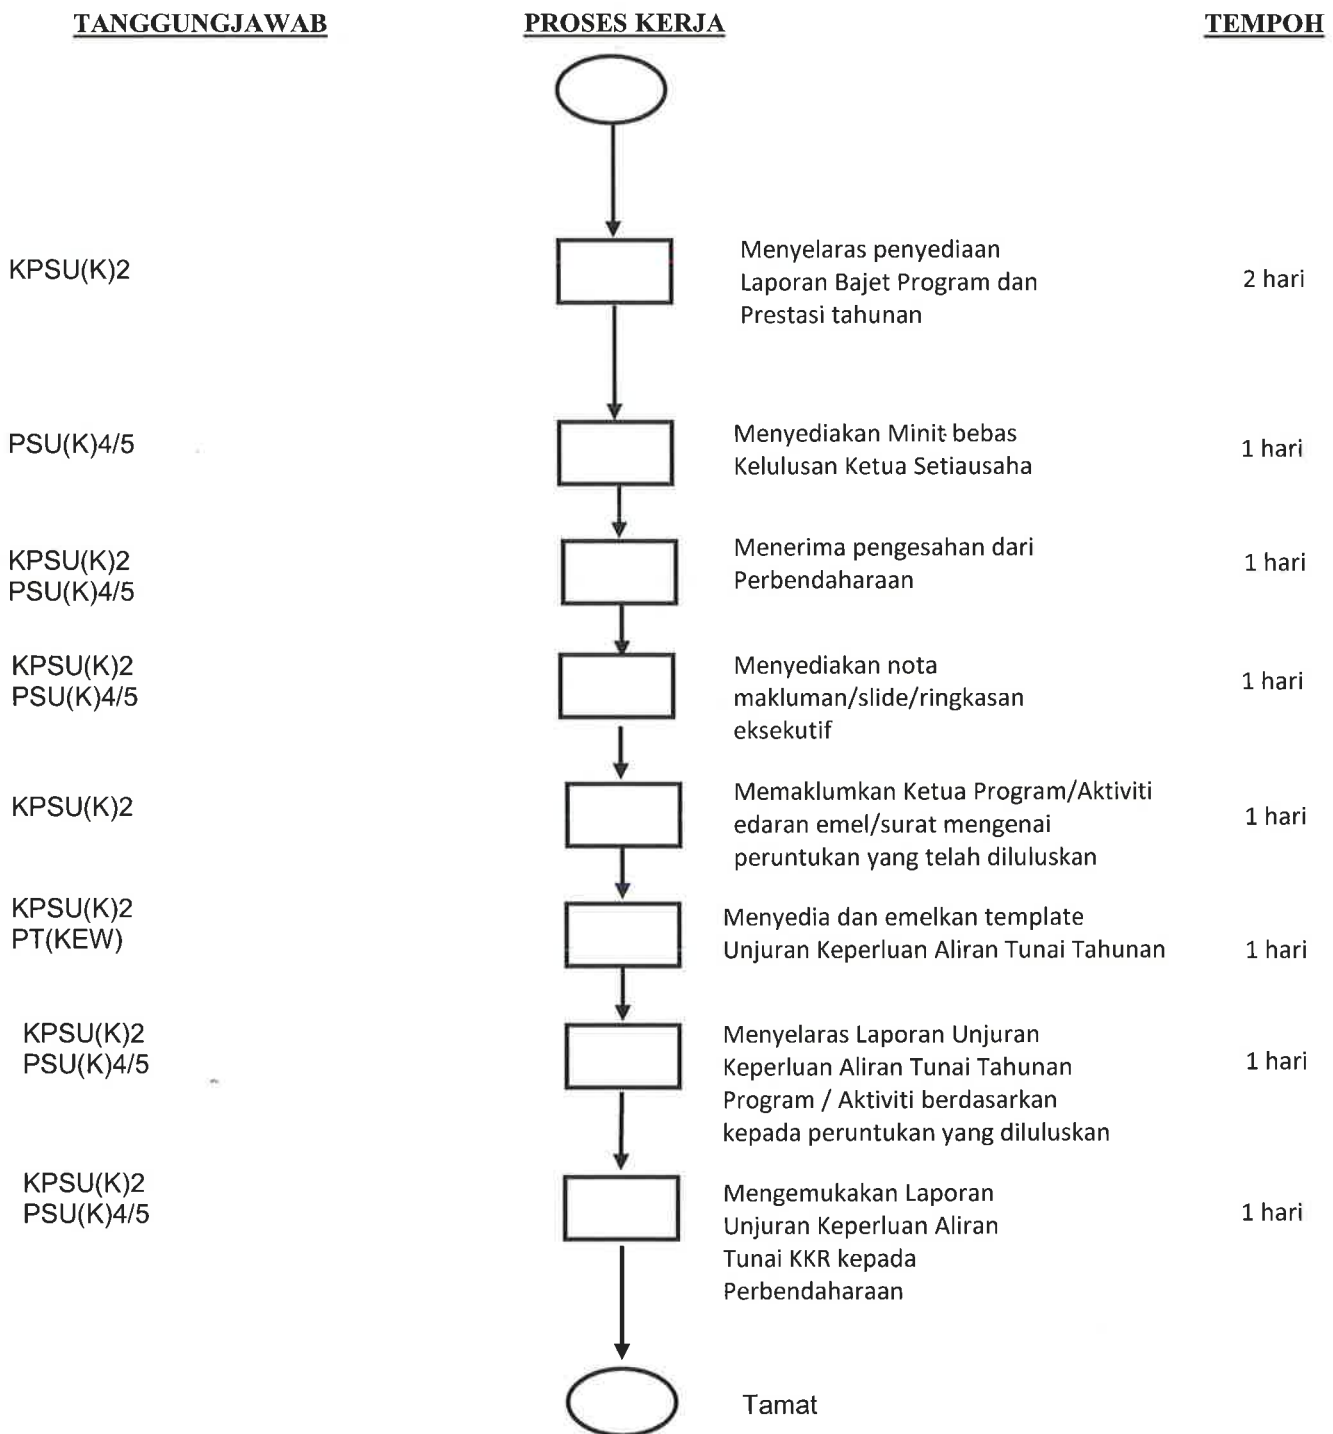 TANGGUNGJAWAB PROSES KERJA TEMPOH
KPSU(K)2
Menyelaras penyediaan
Laporan Bajet Program dan
Prestasi tahunan
2 hari
PSU(K)4/5
Menyediakan Minit bebas
Kelulusan Ketua Setiausaha
1 hari
KPSU(K)2
PSU(K)4/5
Menerima pengesahan dari
Perbendaharaan
1 hari
KPSU(K)2
PSU(K)4/5
Menyediakan nota
makluman/slide/ringkasan
eksekutif
1 hari
KPSU(K)2
Memaklumkan Ketua Program/Aktiviti
edaran emel/surat mengenai
peruntukan yang telah diluluskan
1 hari
KPSU(K)2
PT(KEW)
Menyedia dan emelkan template
Unjuran Keperluan Aliran Tunai Tahunan
1 hari
KPSU(K)2
PSU(K)4/5
Menyelaras Laporan Unjuran
Keperluan Aliran Tunai Tahunan
Program / Aktiviti berdasarkan
kepada peruntukan yang diluluskan
1 hari
KPSU(K)2
PSU(K)4/5
Mengemukakan Laporan
Unjuran Keperluan Aliran
Tunai KKR kepada
Perbendaharaan
1 hari
Tamat